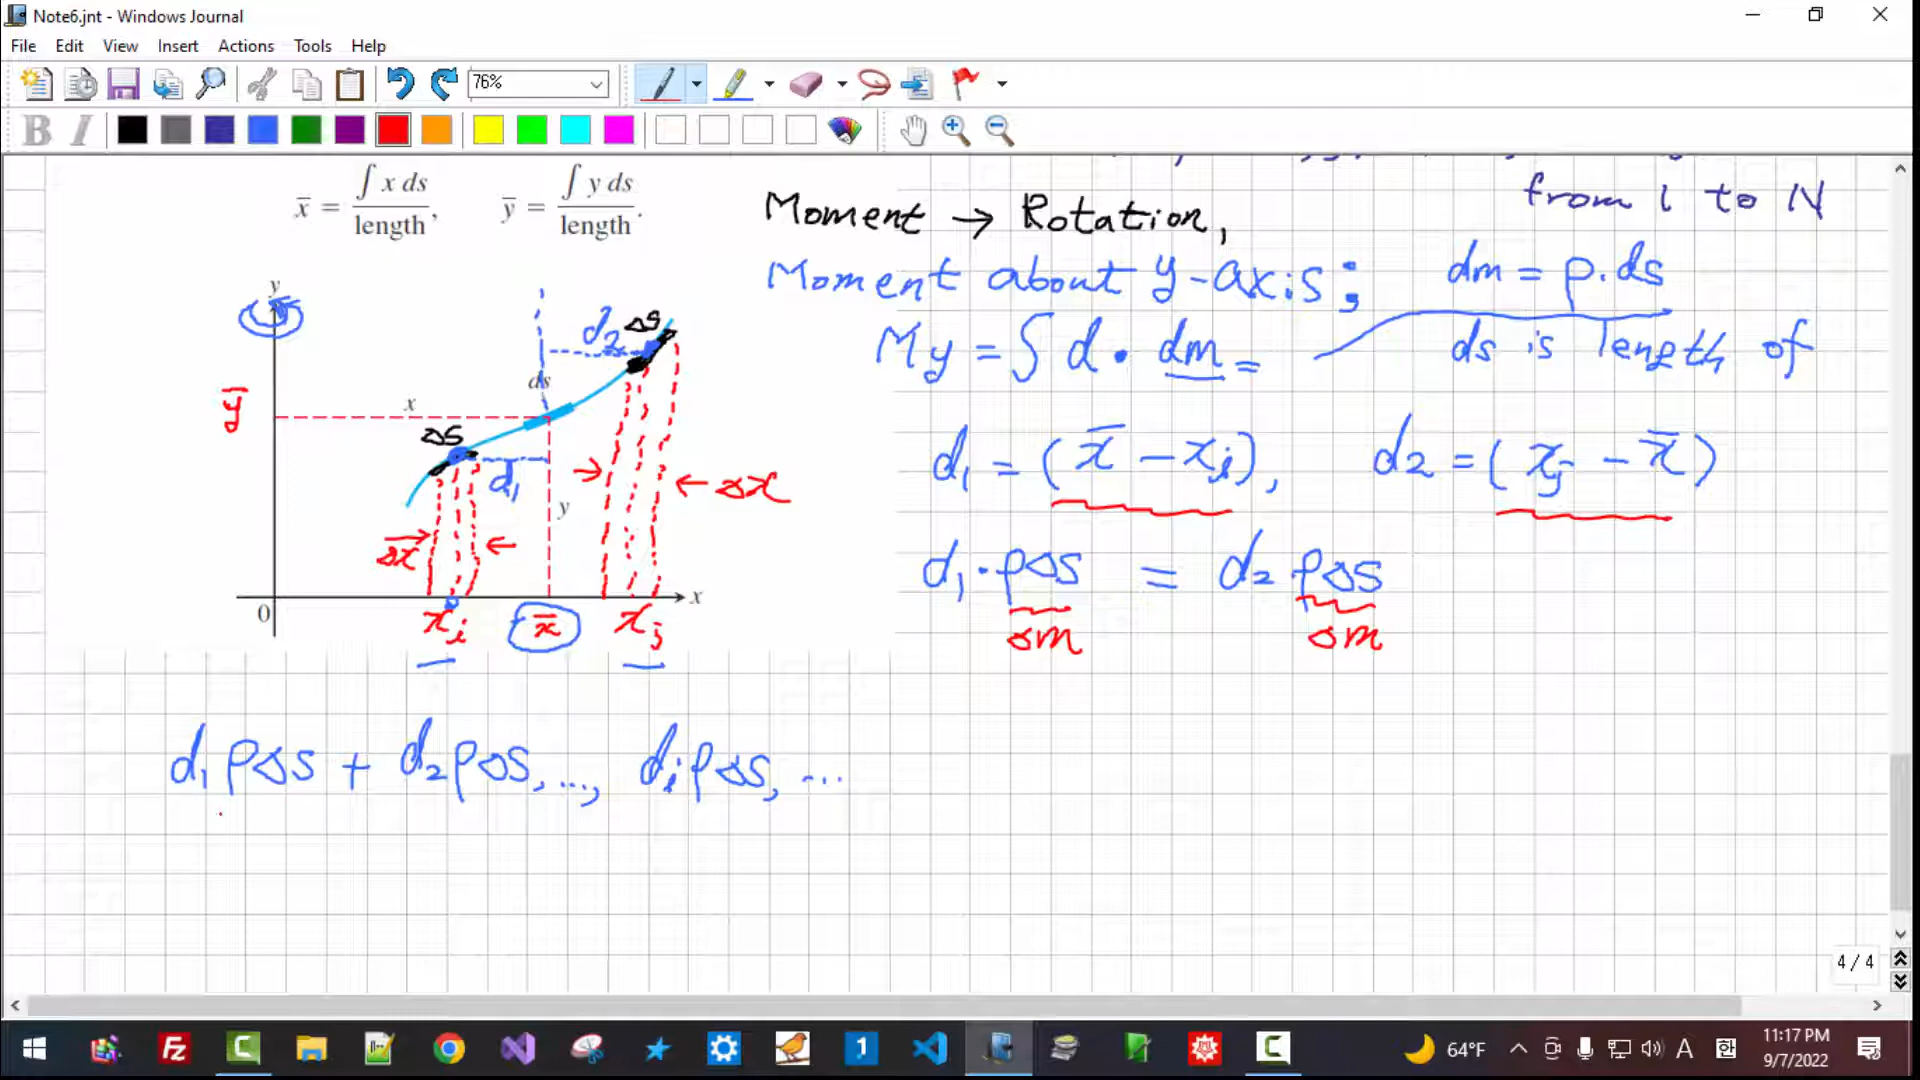 Note6.jnt - Windows Journal
File Edit View Insert Actions Tools Help
76%
B I
from 1 to N
x̄ = ∫ x ds / length, ȳ = ∫ y ds / length.
Moment → Rotation,
Moment about y-axis; dm = ρ.ds
My = ∫ d · dm = ds is length of
y
d2 Δs
ds
ȳ
x
Δs
d1
d1 = (x̄ - xi), d2 = (xj - x̄)
← Δx
y
Δx
d1 · ρΔs = d2 ρΔs
Δm Δm
0 xi x̄ xj x
d1 ρΔs + d2 ρΔs, ..., di ρΔs, ...
4 / 4
64°F
A
11:17 PM
9/7/2022